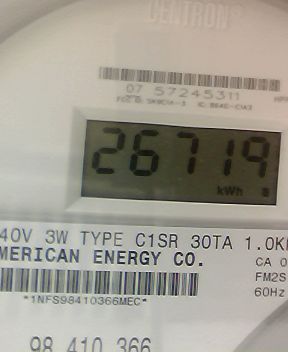 CENTRON
07 57245311
26719
kWh
40V 3W TYPE C1SR 30TA 1.0K
MERICAN ENERGY CO.
CA 0
FM2S
*1NFS98410366MEC*
60Hz
98 410 366